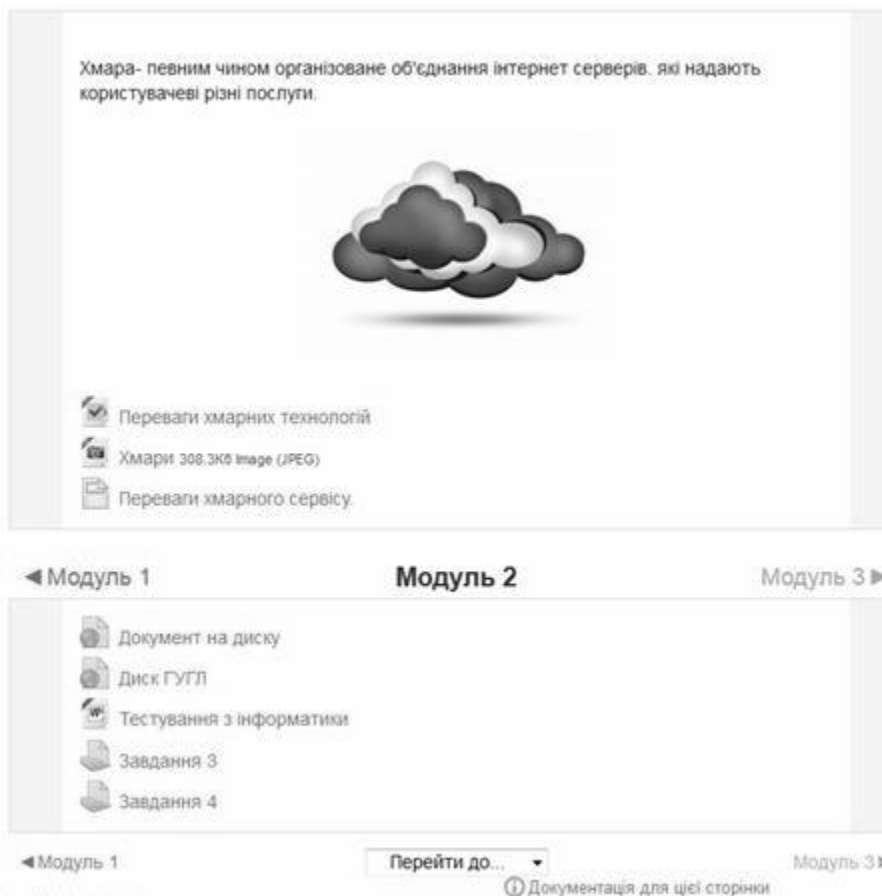 Хмара- певним чином організоване об'єднання інтернет серверів. які надають
користувачеві різні послуги.
Переваги хмарних технологій
Хмари 308.3Кб Image (JPEG)
Переваги хмарного сервісу.
◄Модуль 1 Модуль 2 Модуль 3►
Документ на диску
Диск ГУГЛ
Тестування з інформатики
Завдання 3
Завдання 4
◄Модуль 1 Перейти до... Модуль 3
Документація для цієї сторінки